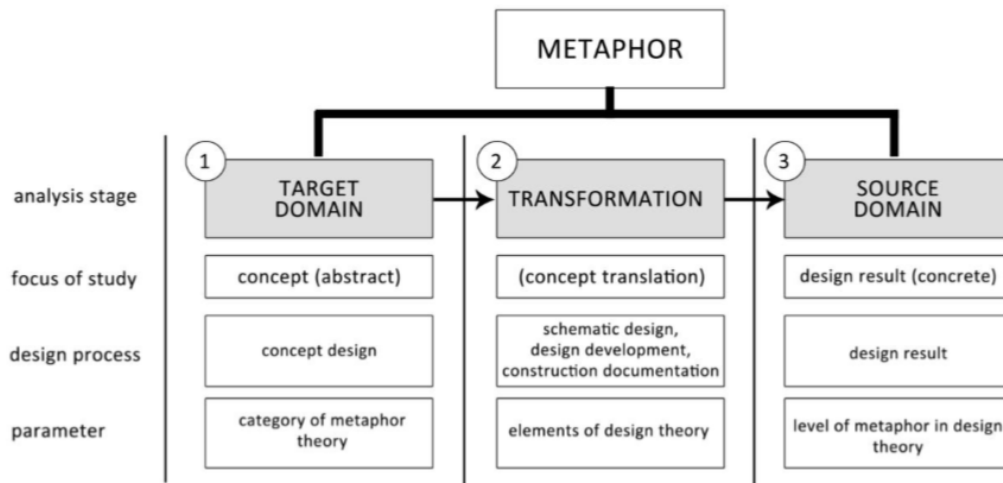 METAPHOR
1
2
3
analysis stage
TARGET
DOMAIN
TRANSFORMATION
SOURCE
DOMAIN
focus of study
concept (abstract)
(concept translation)
design result (concrete)
design process
concept design
schematic design,
design development,
construction documentation
design result
parameter
category of metaphor
theory
elements of design theory
level of metaphor in design
theory